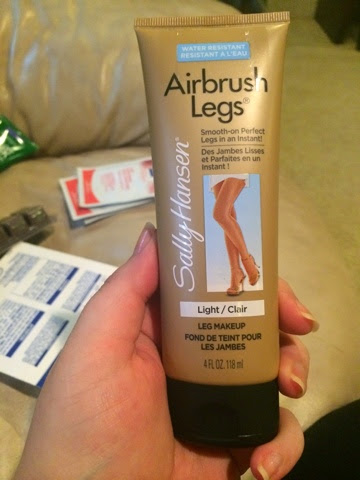 WATER RESISTANT
RESISTANT A L'EAU
Airbrush
Legs®
Smooth-on Perfect
Legs in an Instant!
Des Jambes Lisses
et Parfaites en un
Instant !
Sally Hansen®
Light / Clair
LEG MAKEUP
FOND DE TEINT POUR
LES JAMBES
4 FL. OZ. 118 ml